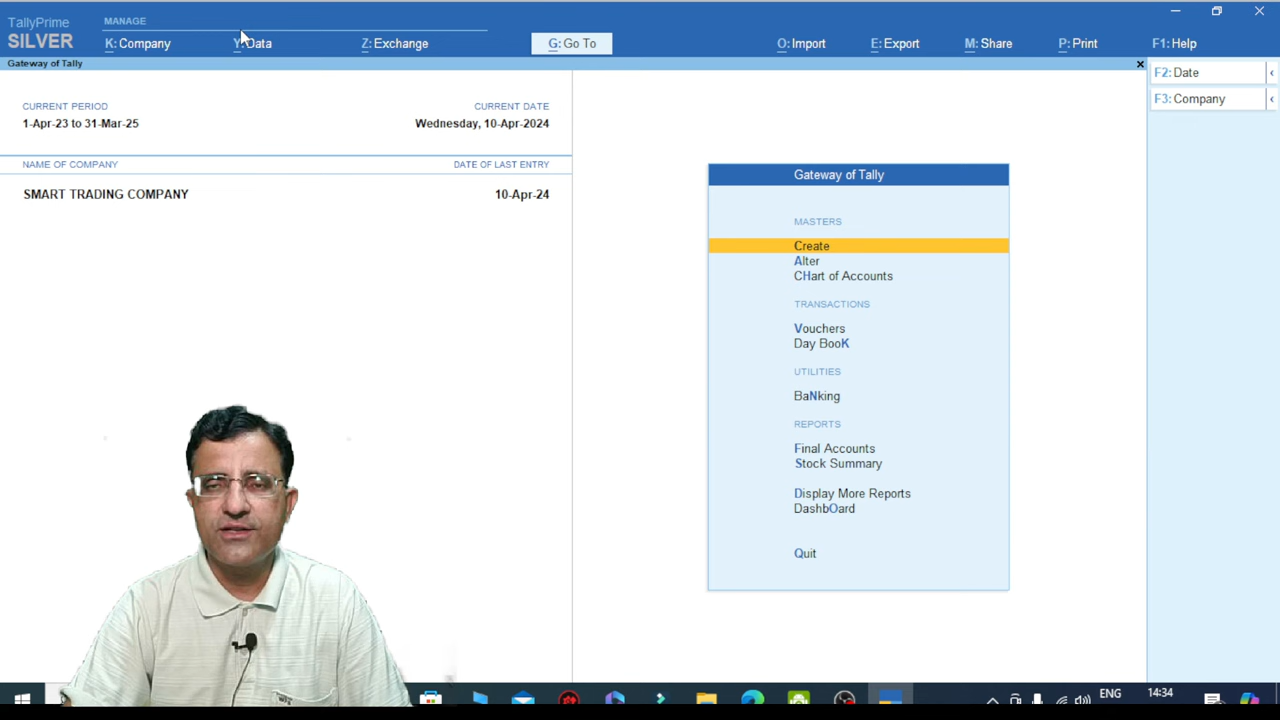 TallyPrime
SILVER
MANAGE
K: Company
Y: Data
Z: Exchange
G: Go To
O: Import
E: Export
M: Share
P: Print
F1: Help
Gateway of Tally
F2: Date
F3: Company
CURRENT PERIOD
CURRENT DATE
1-Apr-23 to 31-Mar-25
Wednesday, 10-Apr-2024
NAME OF COMPANY
DATE OF LAST ENTRY
SMART TRADING COMPANY
10-Apr-24
Gateway of Tally
MASTERS
Create
Alter
CHart of Accounts
TRANSACTIONS
Vouchers
Day BooK
UTILITIES
BaNking
REPORTS
Final Accounts
Stock Summary
Display More Reports
DashbOard
Quit
ENG
14:34